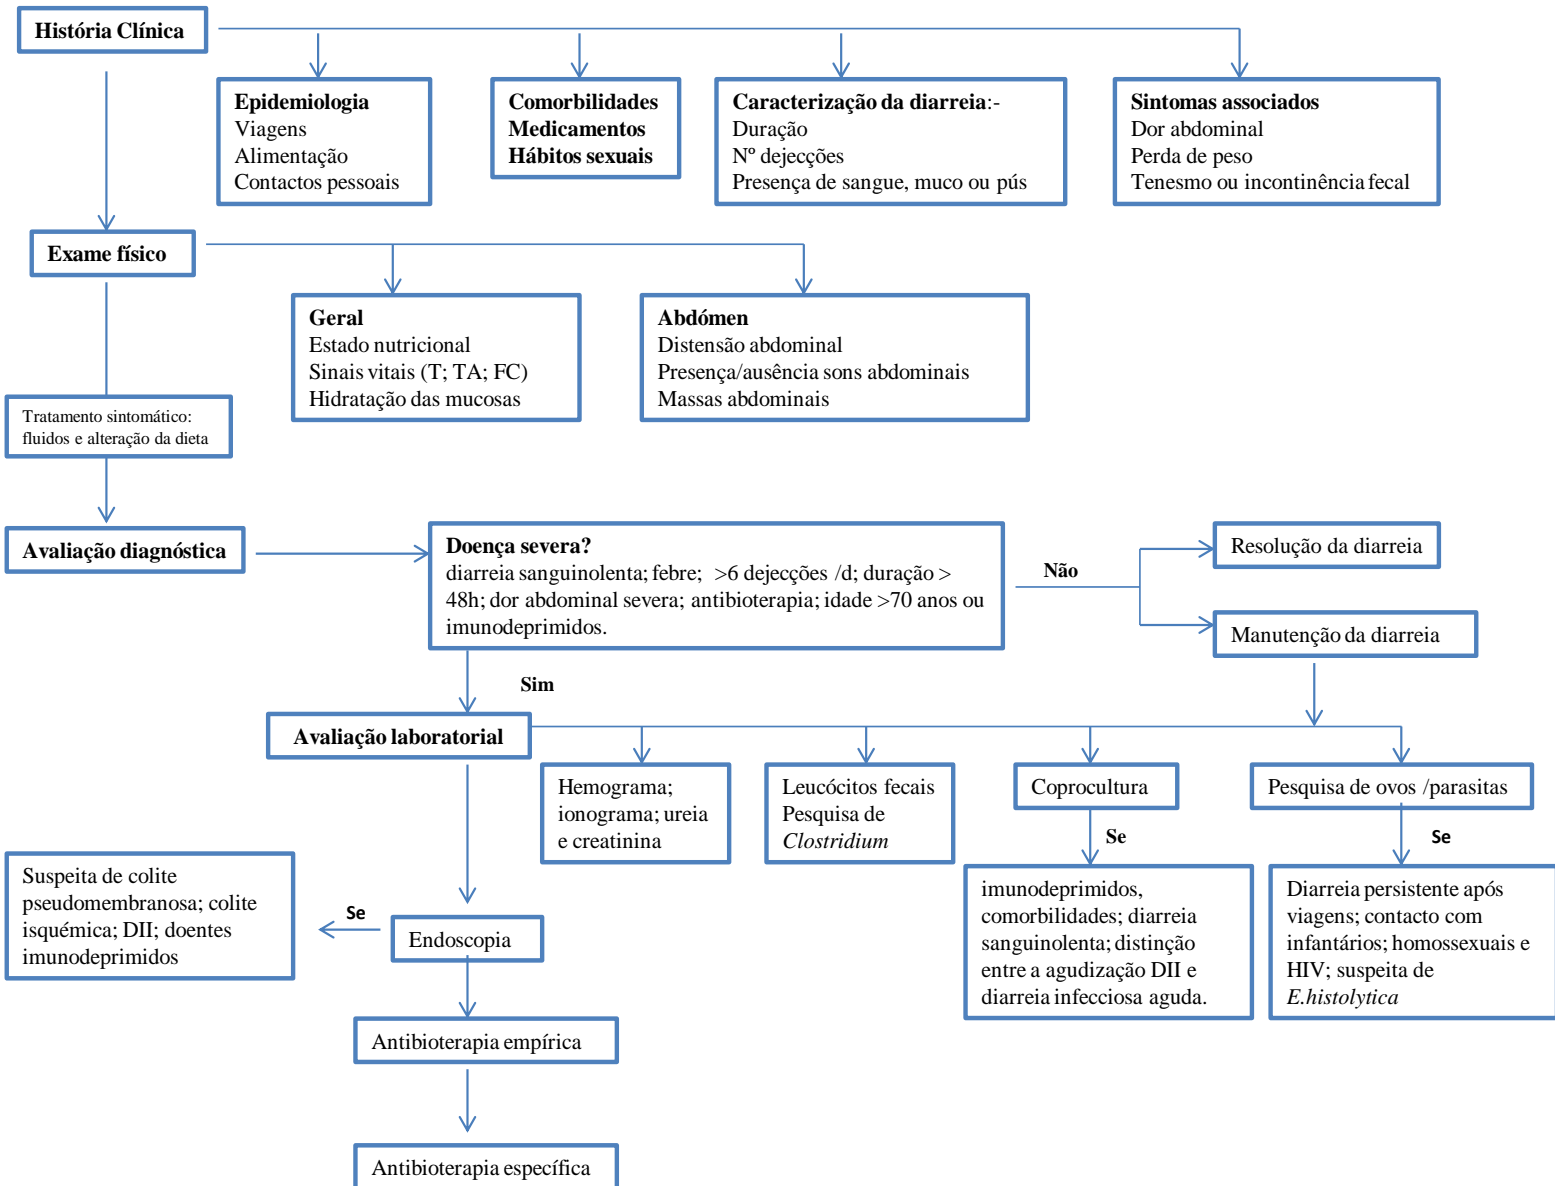 História Clínica
Epidemiologia
Viagens
Alimentação
Contactos pessoais
Comorbilidades
Medicamentos
Hábitos sexuais
Caracterização da diarreia:-
Duração
Nº dejecções
Presença de sangue, muco ou pús
Sintomas associados
Dor abdominal
Perda de peso
Tenesmo ou incontinência fecal
Exame físico
Geral
Estado nutricional
Sinais vitais (T; TA; FC)
Hidratação das mucosas
Abdómen
Distensão abdominal
Presença/ausência sons abdominais
Massas abdominais
Tratamento sintomático:
fluidos e alteração da dieta
Avaliação diagnóstica
Doença severa?
diarreia sanguinolenta; febre; >6 dejecções /d; duração >
48h; dor abdominal severa; antibioterapia; idade >70 anos ou
imunodeprimidos.
Não
Resolução da diarreia
Manutenção da diarreia
Sim
Avaliação laboratorial
Hemograma;
ionograma; ureia
e creatinina
Leucócitos fecais
Pesquisa de
Clostridium
Coprocultura
Pesquisa de ovos /parasitas
Se
Se
imunodeprimidos,
comorbilidades; diarreia
sanguinolenta; distinção
entre a agudização DII e
diarreia infecciosa aguda.
Diarreia persistente após
viagens; contacto com
infantários; homossexuais e
HIV; suspeita de
E.histolytica
Suspeita de colite
pseudomembranosa; colite
isquémica; DII; doentes
imunodeprimidos
Se
Endoscopia
Antibioterapia empírica
Antibioterapia específica